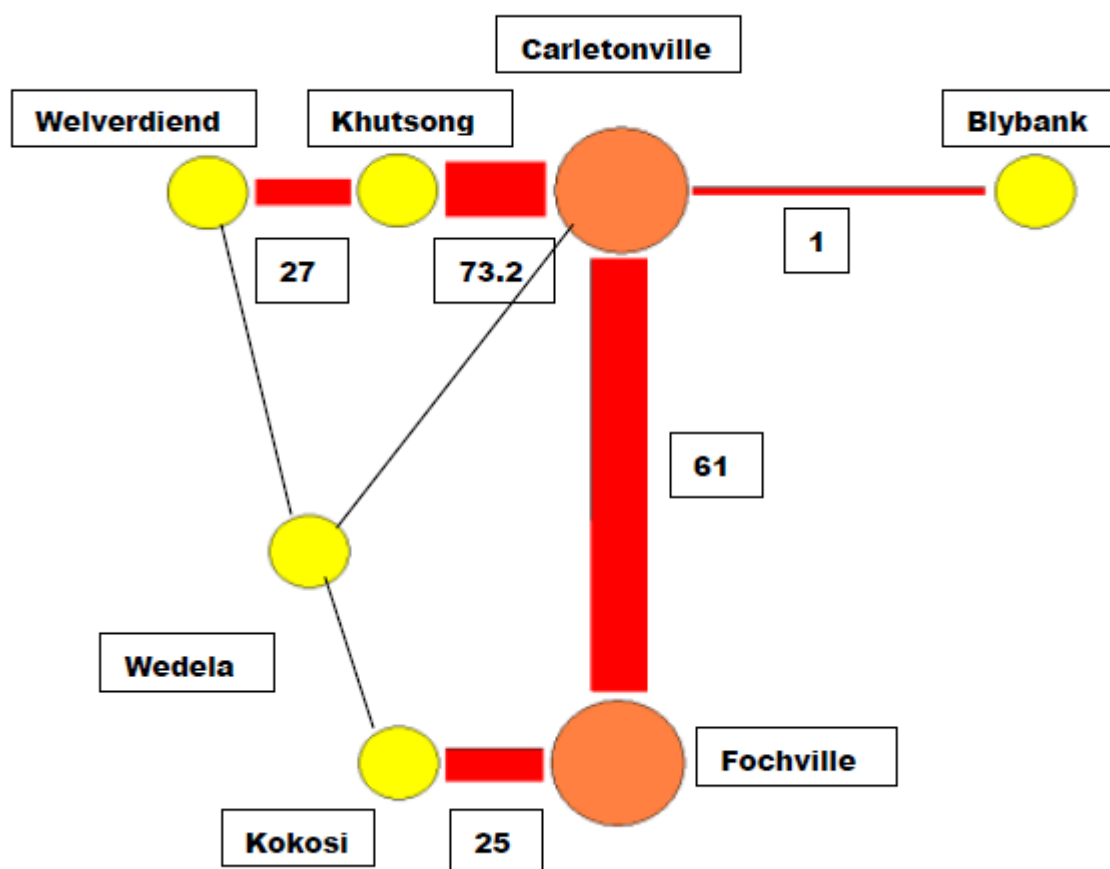 Carletonville
Welverdiend
Khutsong
Blybank
27
73.2
1
61
Wedela
Fochville
Kokosi
25